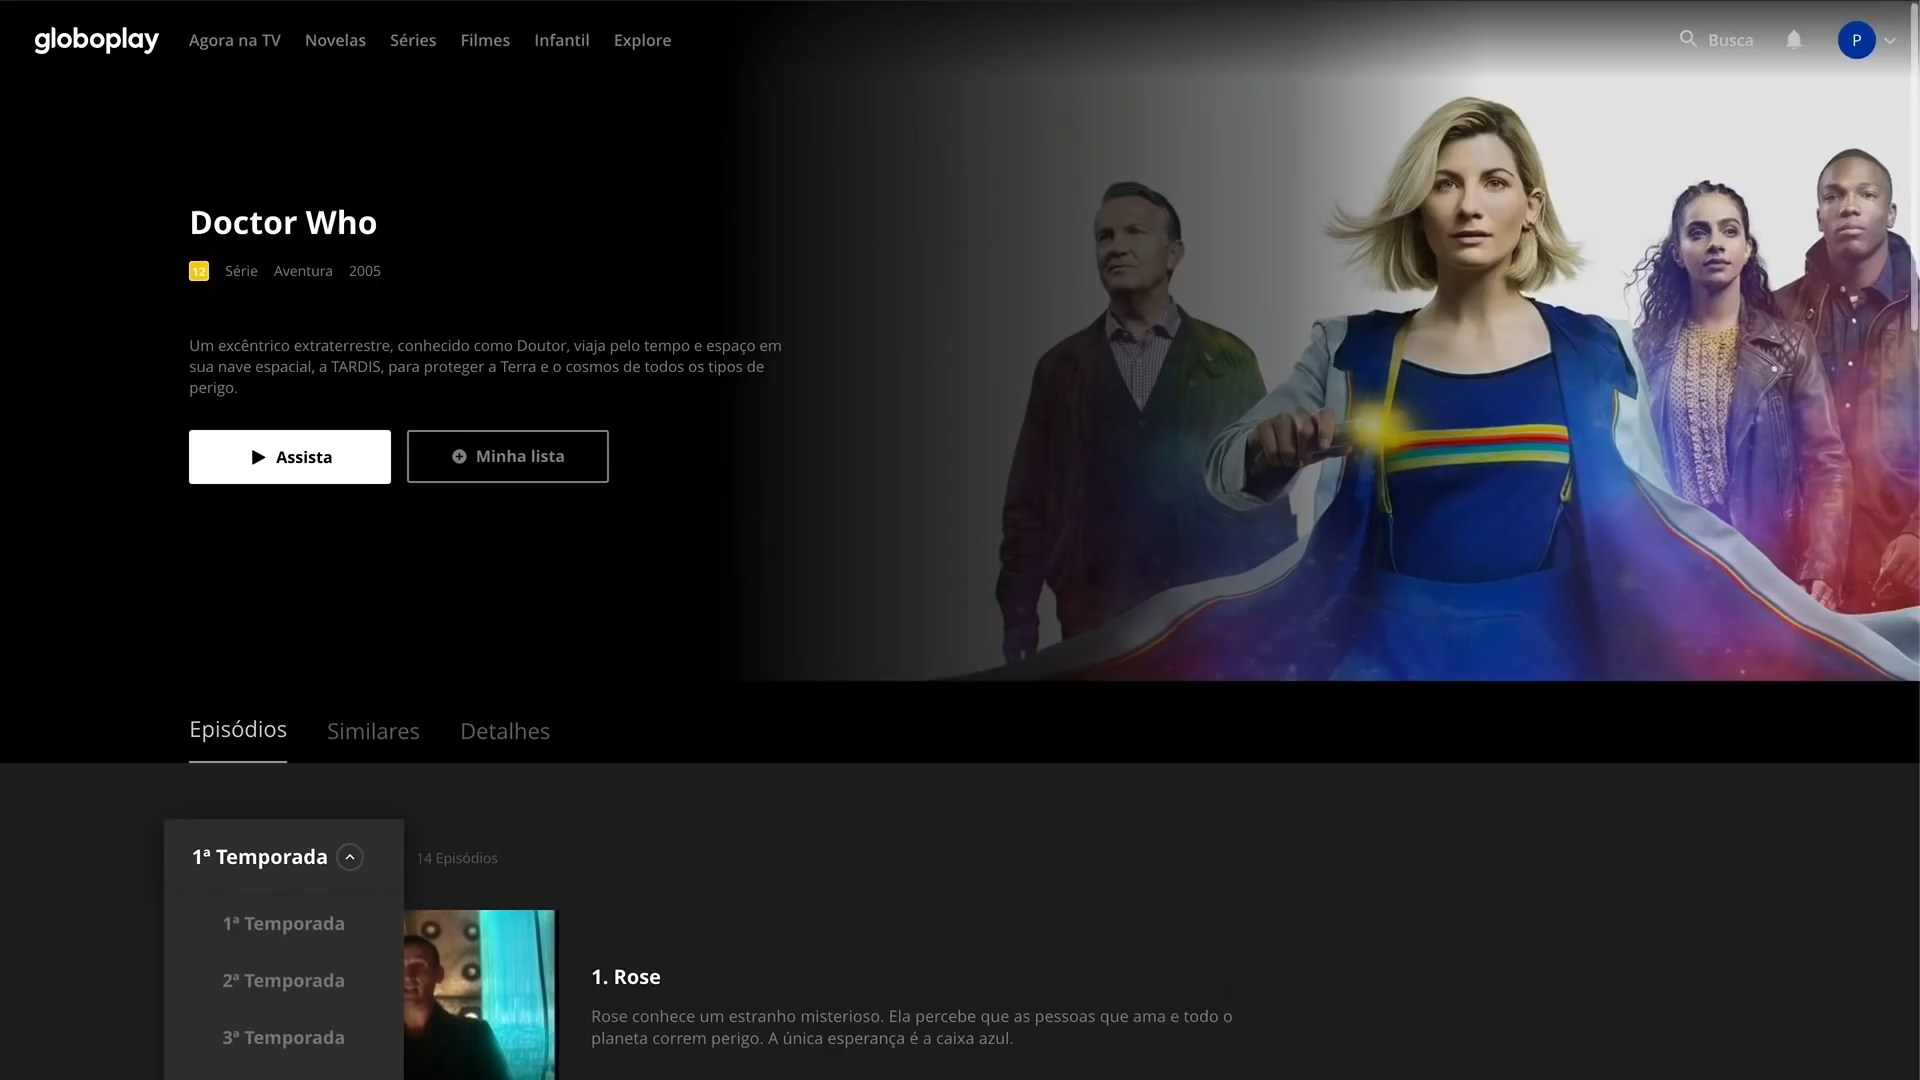 globoplay
Agora na TV
Novelas
Séries
Filmes
Infantil
Explore
Busca
P
Doctor Who
12
Série
Aventura
2005
Um excêntrico extraterrestre, conhecido como Doutor, viaja pelo tempo e espaço em
sua nave espacial, a TARDIS, para proteger a Terra e o cosmos de todos os tipos de
perigo.
Assista
Minha lista
Episódios
Similares
Detalhes
1ª Temporada
14 Episódios
1ª Temporada
2ª Temporada
3ª Temporada
1. Rose
Rose conhece um estranho misterioso. Ela percebe que as pessoas que ama e todo o
planeta correm perigo. A única esperança é a caixa azul.